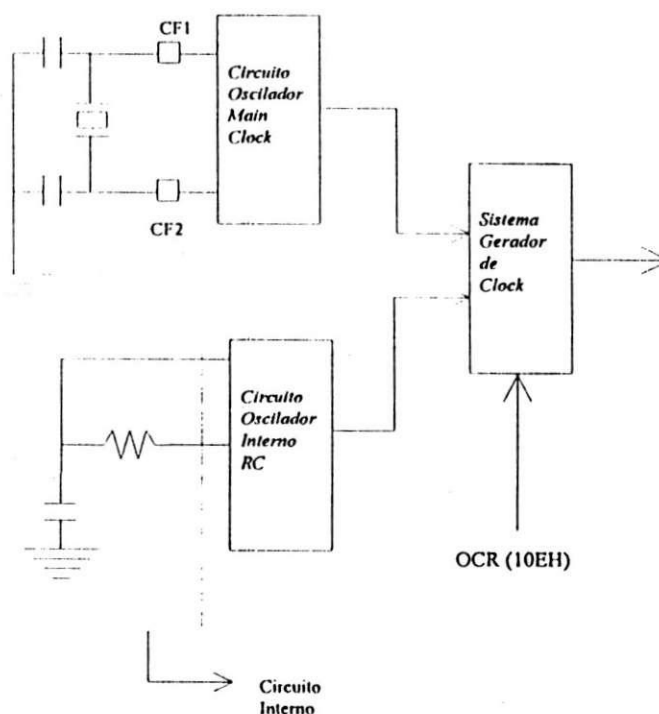 CF1
Circuito
Oscilador
Main
Clock
CF2
Sistema
Gerador
de
Clock
Circuito
Oscilador
Interno
RC
OCR (10EH)
Circuito
Interno